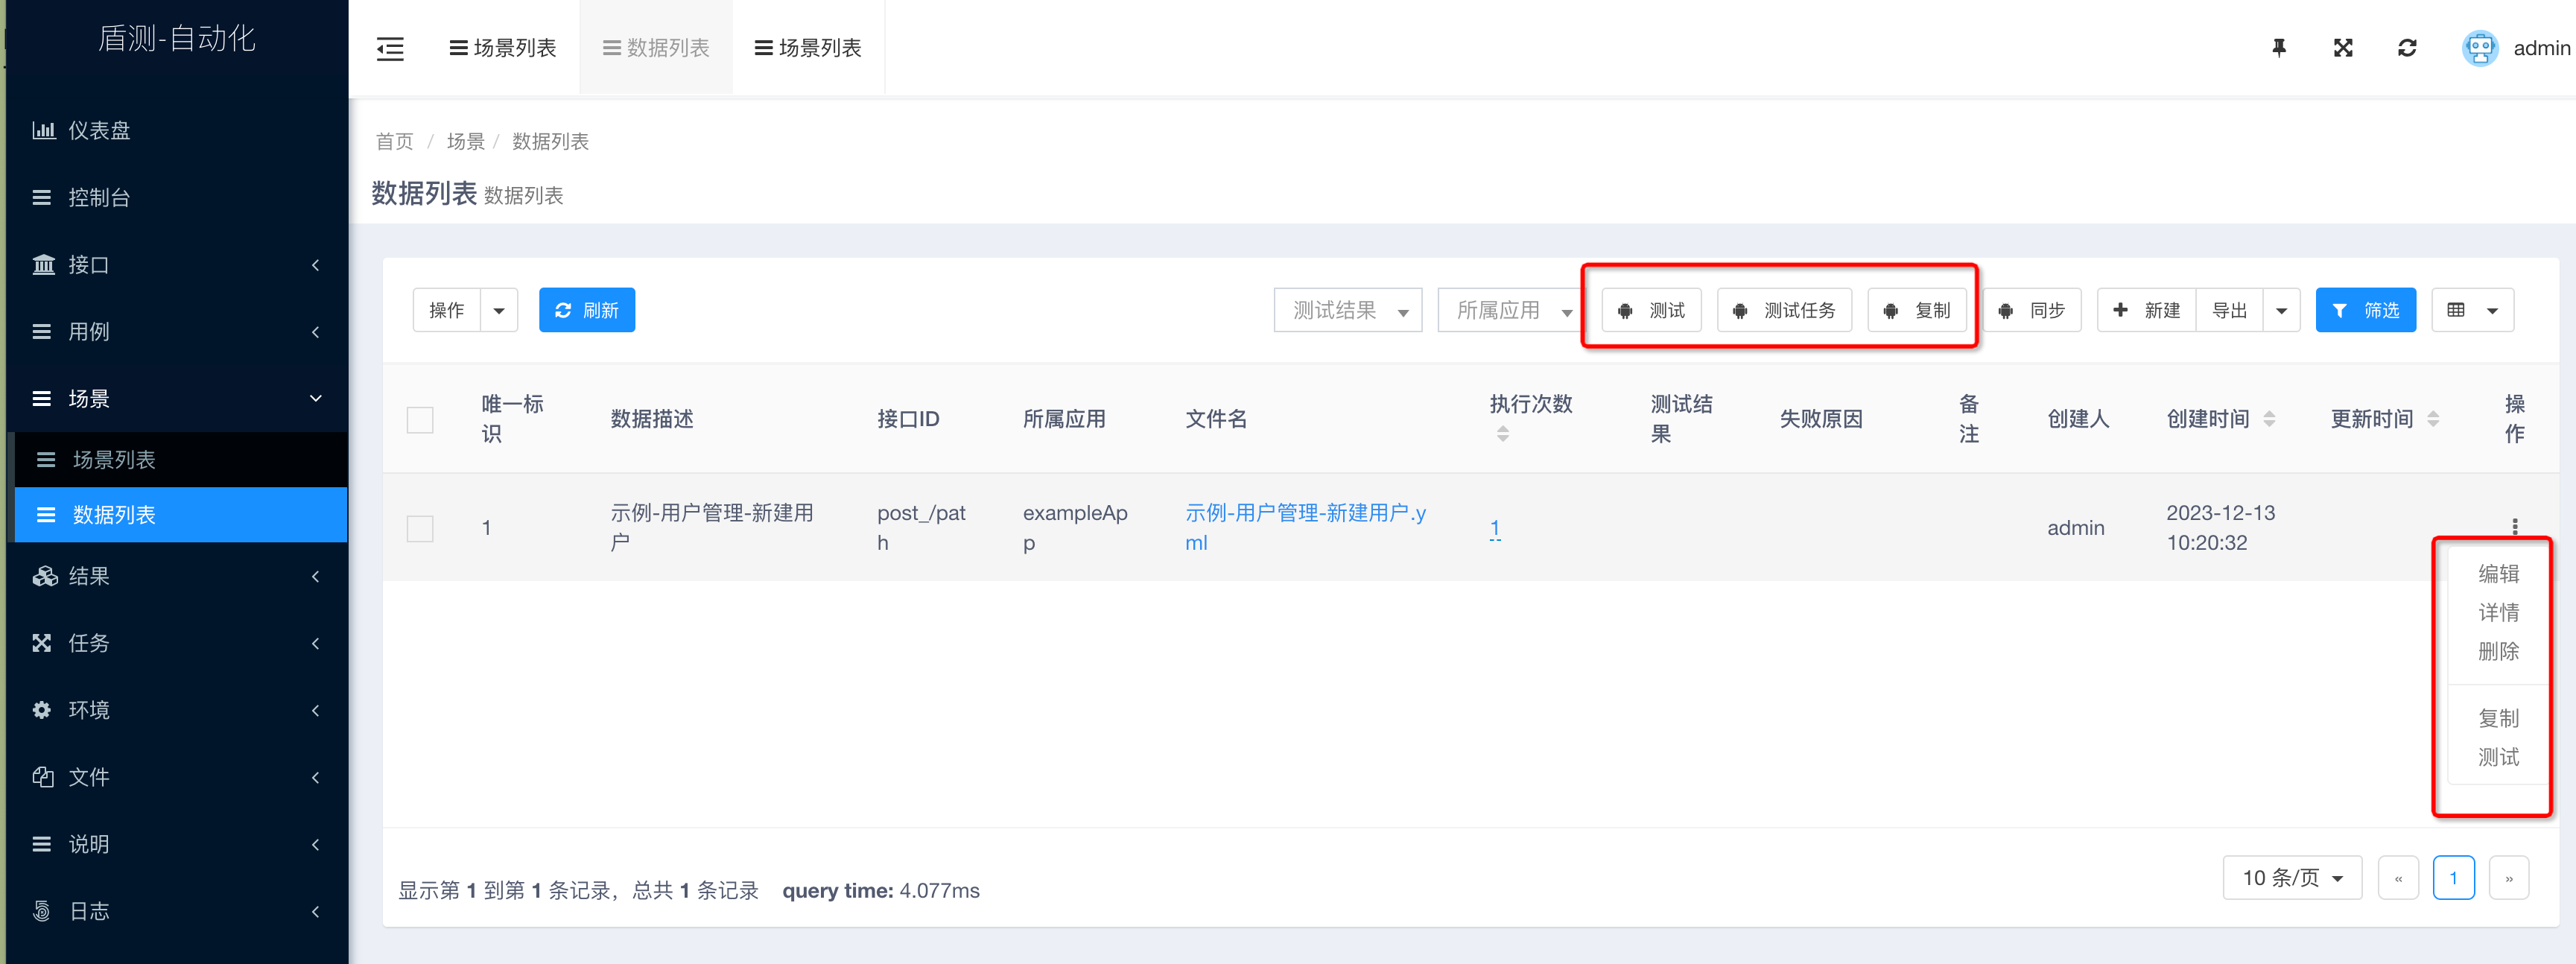 盾测-自动化
场景列表
数据列表
场景列表
admin
仪表盘
控制台
接口
用例
场景
场景列表
数据列表
结果
任务
环境
文件
说明
日志
首页 / 场景 / 数据列表
数据列表 数据列表
操作
刷新
测试结果
所属应用
测试
测试任务
复制
同步
新建
导出
筛选
唯一标
识
数据描述
接口ID
所属应用
文件名
执行次数
测试结
果
失败原因
备
注
创建人
创建时间
更新时间
操
作
1
示例-用户管理-新建用
户
post_/pat
h
exampleAp
p
示例-用户管理-新建用户.y
ml
1
admin
2023-12-13
10:20:32
编辑
详情
删除
复制
测试
显示第 1 到第 1 条记录，总共 1 条记录 query time: 4.077ms
10 条/页
«
1
»